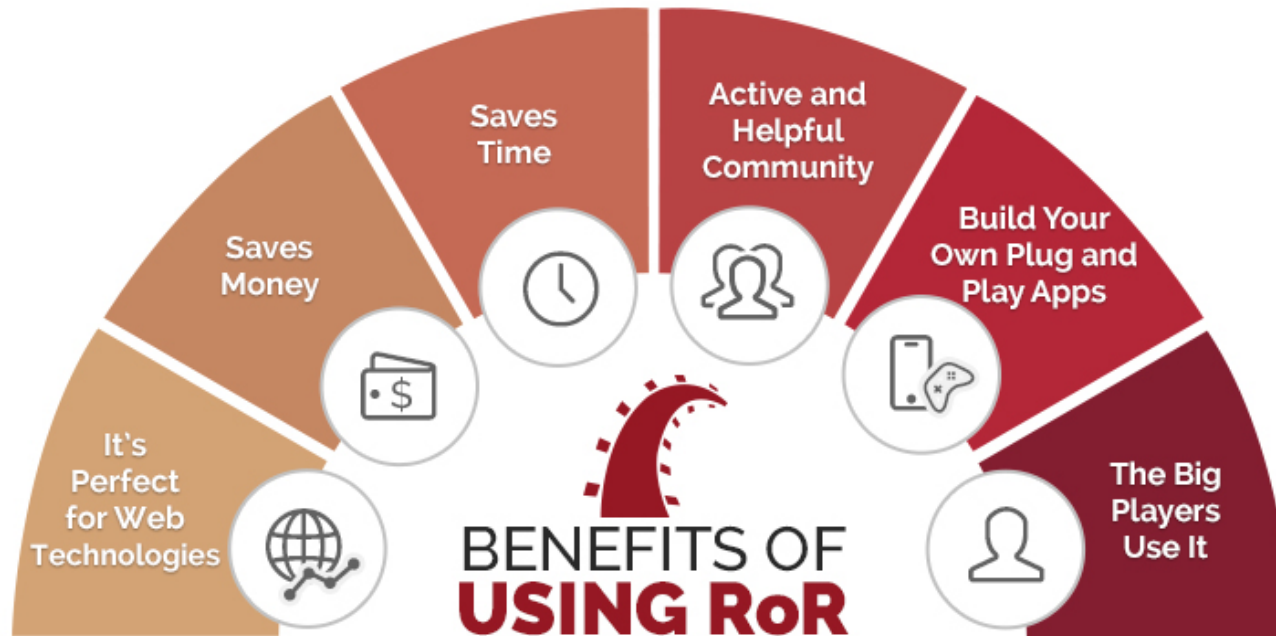 It's
Perfect
for Web
Technologies
Saves
Money
$
Saves
Time
Active and
Helpful
Community
Build Your
Own Plug and
Play Apps
The Big
Players
Use It
BENEFITS OF
USING RoR